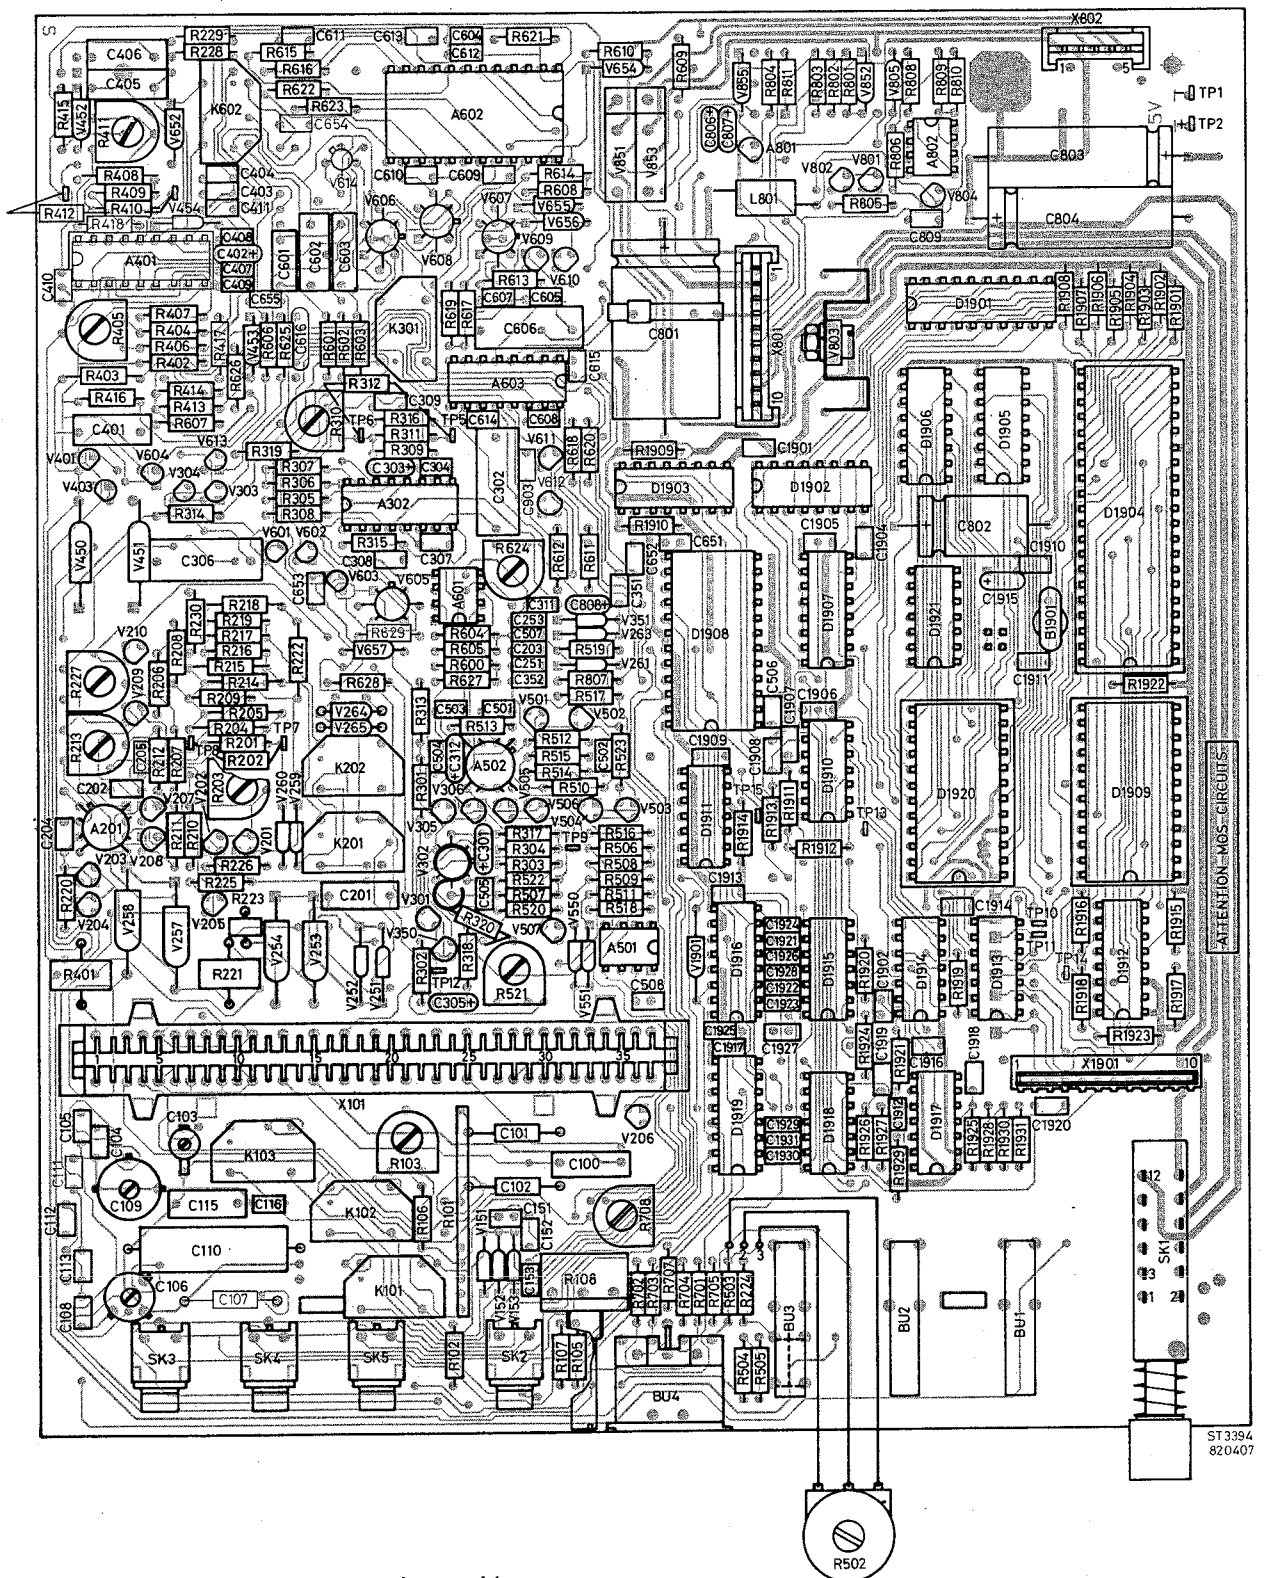 S
R229
R228
C611
R615
R616
R622
R623
C654
C613
C604
C612
R621
R610
V654
R609
X802
1
5
C406
C405
R415
V452
R411
V652
K602
A602
V851
V853
C806+
C807+
V855
R804
R811
R803
R802
R801
V852
V805
R808
R809
R810
A801
V802
V801
R806
A802
5V
TP1
TP2
C803
C804
R408
R409
R410
R412
R418
V454
C404
C403
C411
V614
C610
C609
R614
R608
V655
V656
V606
V608
V607
V609
V610
L801
R805
V804
C809
A401
C410
C408
C402+
C407
C409
C655
C601
C602
C603
R613
C607
C605
C606
R619
R617
K301
C801
X801
1
10
V803
D1901
R1908
R1907
R1906
R1905
R1904
R1903
R1902
R1901
R405
R407
R404
R406
R402
R417
R626
V453
R606
R625
C616
R601
R602
R603
R403
R416
C401
R414
R413
R607
R312
R310
C309
R316
R311
R309
TP6
TP5
A603
C615
C614
C608
D1906
D1905
D1904
V613
V401
V604
V304
V403
V303
R314
R319
R307
R306
R305
R308
C303+
C304
A302
C302
C903
V611
V612
R618
R620
R1909
C1901
D1903
D1902
R1910
C1905
C1904
C802
C1910
V450
V451
C306
V601
V602
C653
V603
R315
C308
C307
V605
R624
A601
R612
R611
C652
C651
C351
C311
C808+
D1908
D1907
D1921
C1915
B1901
C1911
R1922
R230
R218
R219
R217
R216
R215
R214
R209
R205
R204
R201
R202
R222
R629
V657
R628
R604
R605
R600
R627
C253
C507
C203
C251
C352
V351
V263
R519
V261
R807
R517
V210
R208
R206
V209
R227
R213
C206
R212
R207
TP8
TP7
R203
V264
V265
K202
R313
C503
C501
R513
V501
V502
C504
C312
A502
R512
R515
R514
R510
C502
R523
R301
C506
C1907
C1906
C1908
C1909
D1910
D1911
D1920
D1909
ATTENTION MOS-CIRCUITS
C202
V207
V202
V260
V259
C204
A201
V203
V208
R211
R210
V201
R226
R225
K201
C201
V306
V305
V505
V506
V504
V503
V302
C301
C505
R317
R304
R303
R522
R507
R520
TP9
R516
R506
R508
R509
R511
R518
TP15
R1914
R1913
R1911
R1912
TP13
C1913
R220
V204
V258
V257
V205
R223
R221
R401
V254
V253
V252
V251
V301
V350
R302
R320
R318
TP12
C305+
V507
R521
V550
V551
A501
C508
V1901
D1916
C1924
C1921
C1926
C1928
C1922
C1923
D1915
R1920
C1902
D1914
C1914
R1919
D1913
TP10
TP11
TP14
R1916
R1918
D1912
R1915
R1917
R1923
1
5
10
15
20
25
30
35
X101
C1925
C1917
C1927
R1924
C1919
R1921
C1916
C1918
1
X1901
10
C1920
D1919
C1929
C1931
C1930
D1918
R1926
R1927
C1912
R1929
D1917
R1925
R1928
R1930
R1931
C105
C104
C103
C111
C109
C115
C116
K103
K102
R103
R106
R101
C101
C100
C102
V206
C112
C113
C108
C110
C106
C107
K101
V151
C151
C152
C153
V152
V153
R708
R108
R702
R703
R707
R704
R701
R705
R503
R224
2
3
BU3
BU2
BU1
SK1
12
3
1
2
SK3
SK4
SK5
R102
SK2
R107
R105
BU4
R504
R505
ST3394
820407
R502